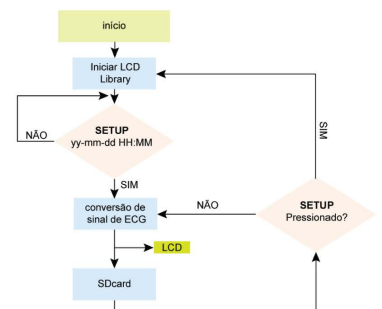 início
Iniciar LCD
Library
SETUP
yy-mm-dd HH:MM
NÃO
SIM
SIM
conversão de
sinal de ECG
NÃO
SETUP
Pressionado?
LCD
SDcard